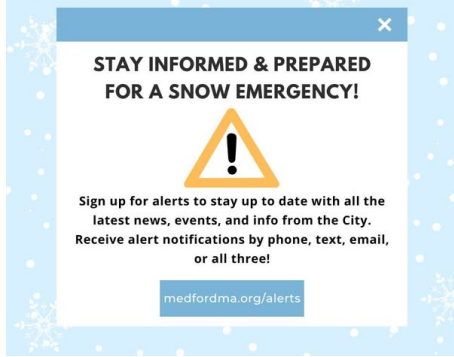 STAY INFORMED & PREPARED
FOR A SNOW EMERGENCY!
Sign up for alerts to stay up to date with all the
latest news, events, and info from the City.
Receive alert notifications by phone, text, email,
or all three!
medfordma.org/alerts